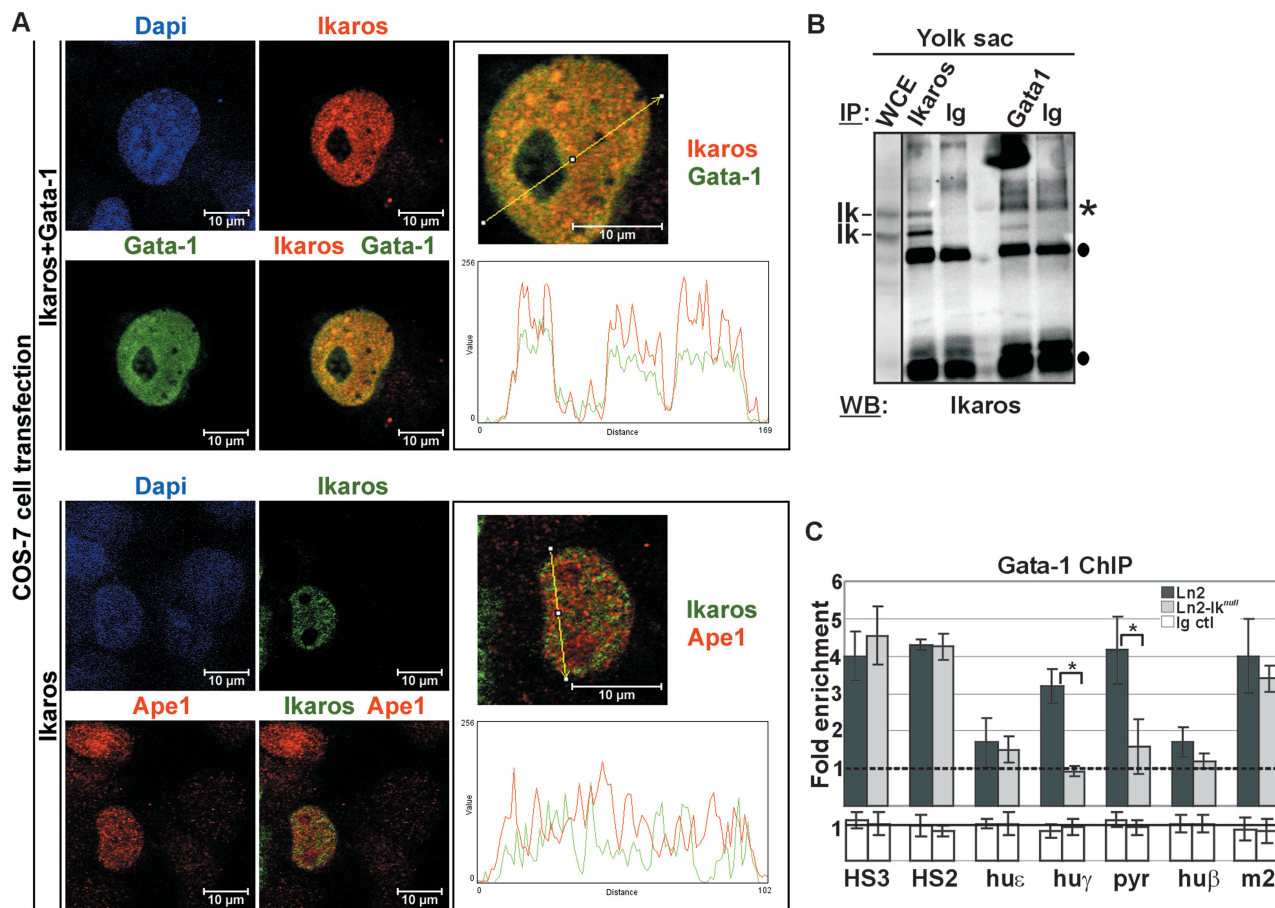 A
COS-7 cell transfection
Ikaros+Gata-1
Dapi
Ikaros
10 µm
10 µm
Gata-1
Ikaros Gata-1
10 µm
10 µm
Ikaros
Gata-1
10 µm
256
Value
0
0
Distance
169
Ikaros
Dapi
Ikaros
10 µm
10 µm
Ape1
Ikaros Ape1
10 µm
10 µm
Ikaros
Ape1
10 µm
256
Value
0
0
Distance
102
B
Yolk sac
IP: WCE Ikaros Ig Gata1 Ig
Ik
Ik
*
WB: Ikaros
C
Gata-1 ChIP
Ln2
Ln2-Ik^null
Ig ctl
Fold enrichment
6
5
4
3
2
1
1
*
*
HS3 HS2 huε huγ pyr huβ m2